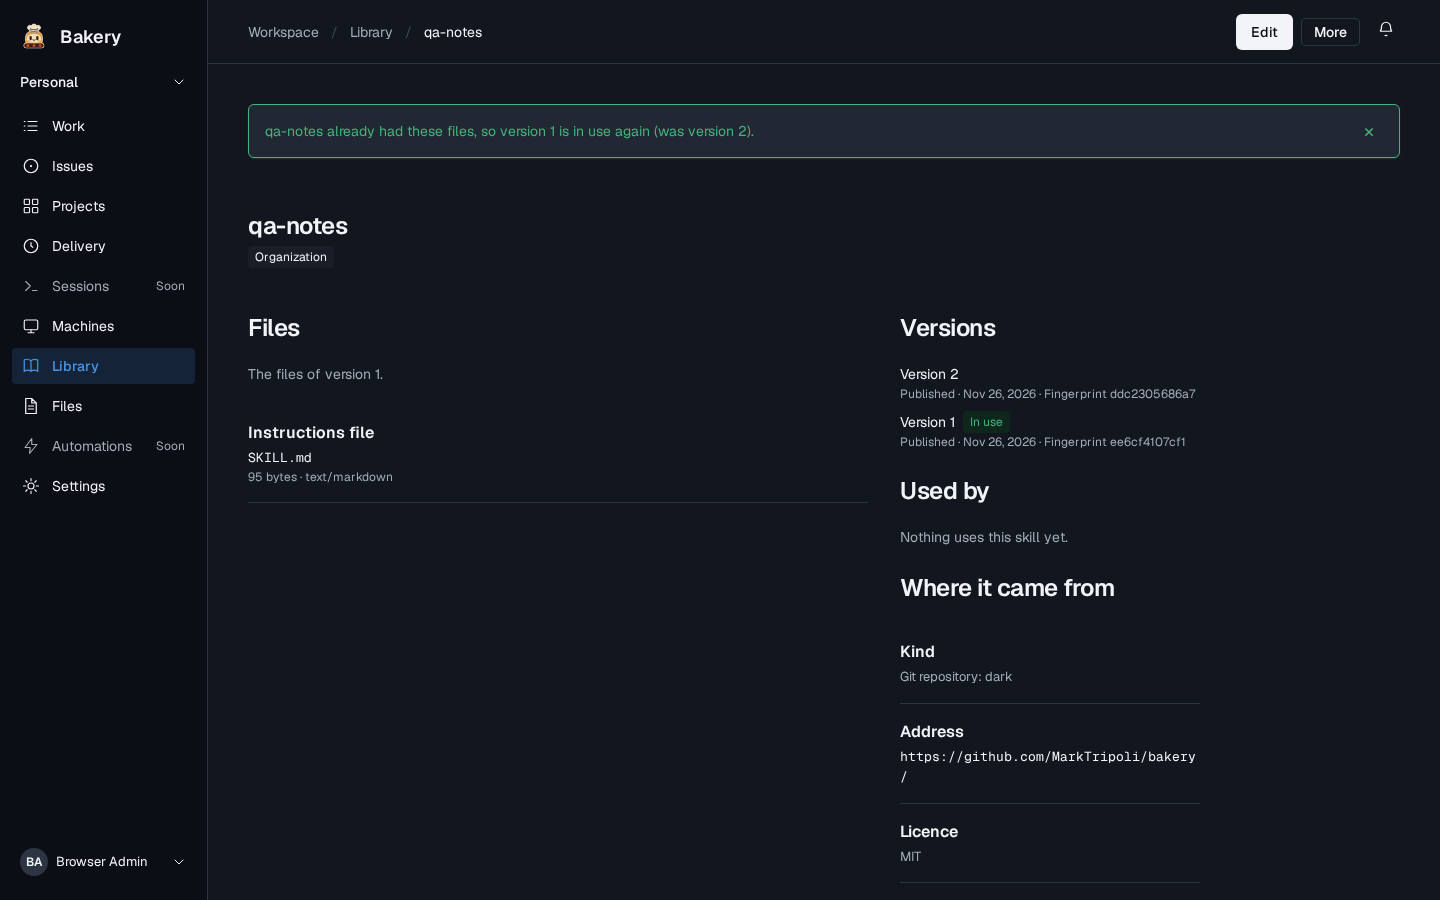 Bakery
Personal
Work
Issues
Projects
Delivery
Sessions Soon
Machines
Library
Files
Automations Soon
Settings
BA Browser Admin
Workspace / Library / qa-notes
Edit More
qa-notes already had these files, so version 1 is in use again (was version 2).
qa-notes
Organization
Files
The files of version 1.
Instructions file
SKILL.md
95 bytes · text/markdown
Versions
Version 2
Published · Nov 26, 2026 · Fingerprint ddc2305686a7
Version 1 In use
Published · Nov 26, 2026 · Fingerprint ee6cf4107cf1
Used by
Nothing uses this skill yet.
Where it came from
Kind
Git repository: dark
Address
https://github.com/MarkTripoli/bakery
/
Licence
MIT